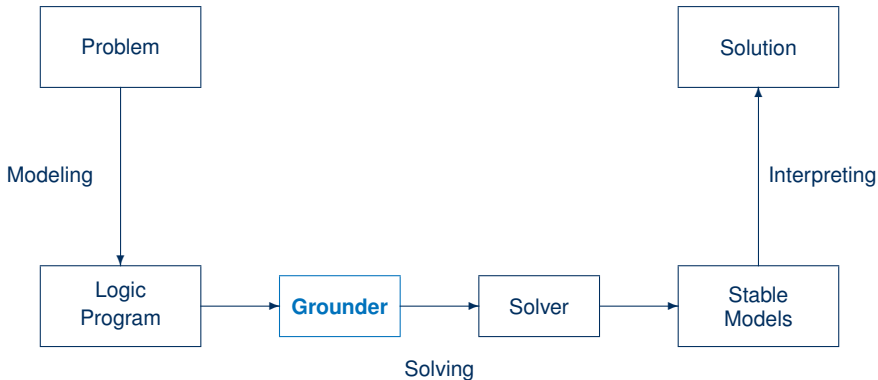 Problem
Solution
Modeling
Interpreting
Logic
Program
Grounder
Solver
Stable
Models
Solving